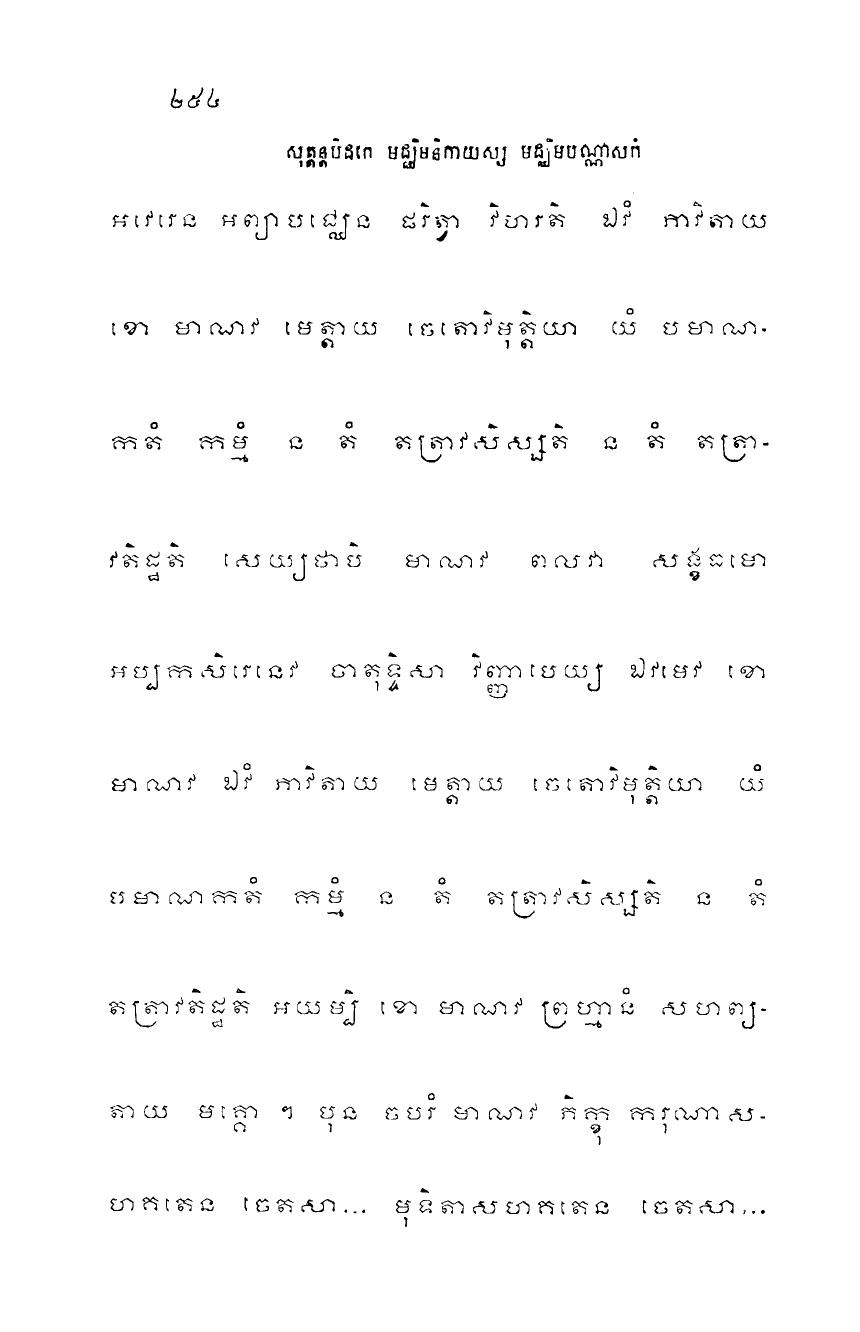 ២៥៤
សុត្តន្តបិដកេ មជ្ឈិមនិកាយស្ស មជ្ឈិមបណ្ណាសកំ
អវេរេន អព្យាបជ្ឈេន ផរិត្វា វិហរតិ ឯវំ ភាវិតាយ
ខោ មាណវ មេត្តាយ ចេតោវិមុត្តិយា យំ បមាណ-
កតំ កម្មំ ន តំ តត្រាវសិស្សតិ ន តំ តត្រា-
វតិដ្ឋតិ សេយ្យថាបិ មាណវ ពលវា សង្ខធមោ
អប្បកសិរេនេវ ចាតុទ្ទិសា វិញ្ញាបេយ្យ ឯវមេវ ខោ
មាណវ ឯវំ ភាវិតាយ មេត្តាយ ចេតោវិមុត្តិយា យំ
បមាណកតំ កម្មំ ន តំ តត្រាវសិស្សតិ ន តំ
តត្រាវតិដ្ឋតិ អយម្បិ ខោ មាណវ ព្រហ្មានំ សហព្យ-
តាយ មគ្គោ ។ បុន ចបរំ មាណវ ភិក្ខុ ករុណាស-
ហគតេន ចេតសា... មុទិតាសហគតេន ចេតសា...